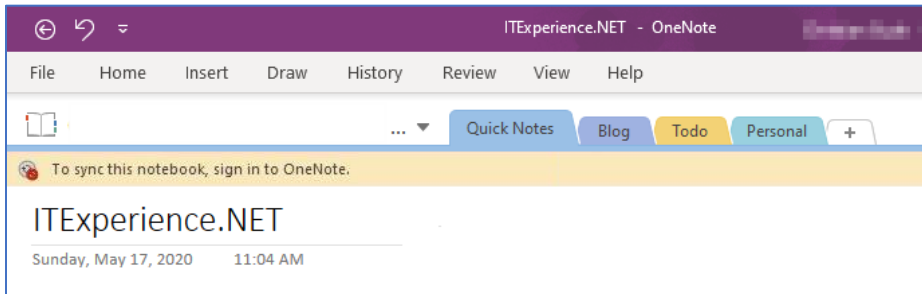 ITExperience.NET - OneNote
File Home Insert Draw History Review View Help
... Quick Notes Blog Todo Personal +
To sync this notebook, sign in to OneNote.
ITExperience.NET
Sunday, May 17, 2020 11:04 AM